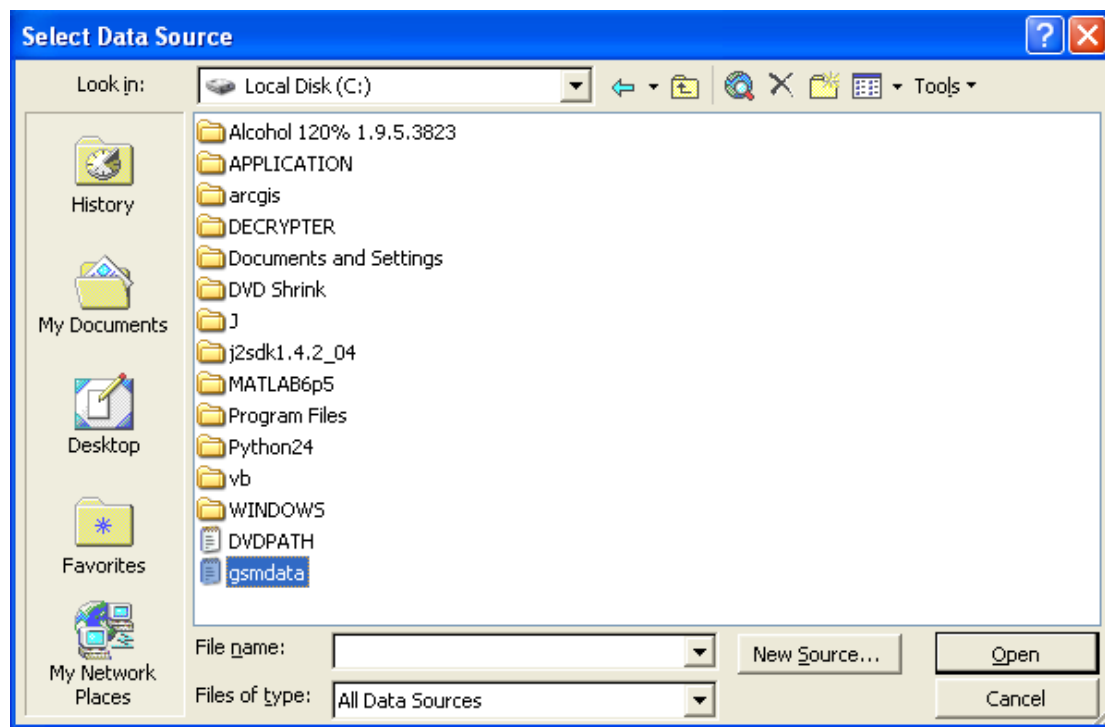 Select Data Source
Look in:
Local Disk (C:)
Tools
History
My Documents
Desktop
Favorites
My Network
Places
Alcohol 120% 1.9.5.3823
APPLICATION
arcgis
DECRYPTER
Documents and Settings
DVD Shrink
J
j2sdk1.4.2_04
MATLAB6p5
Program Files
Python24
vb
WINDOWS
DVDPATH
gsmdata
File name:
New Source...
Open
Files of type:
All Data Sources
Cancel